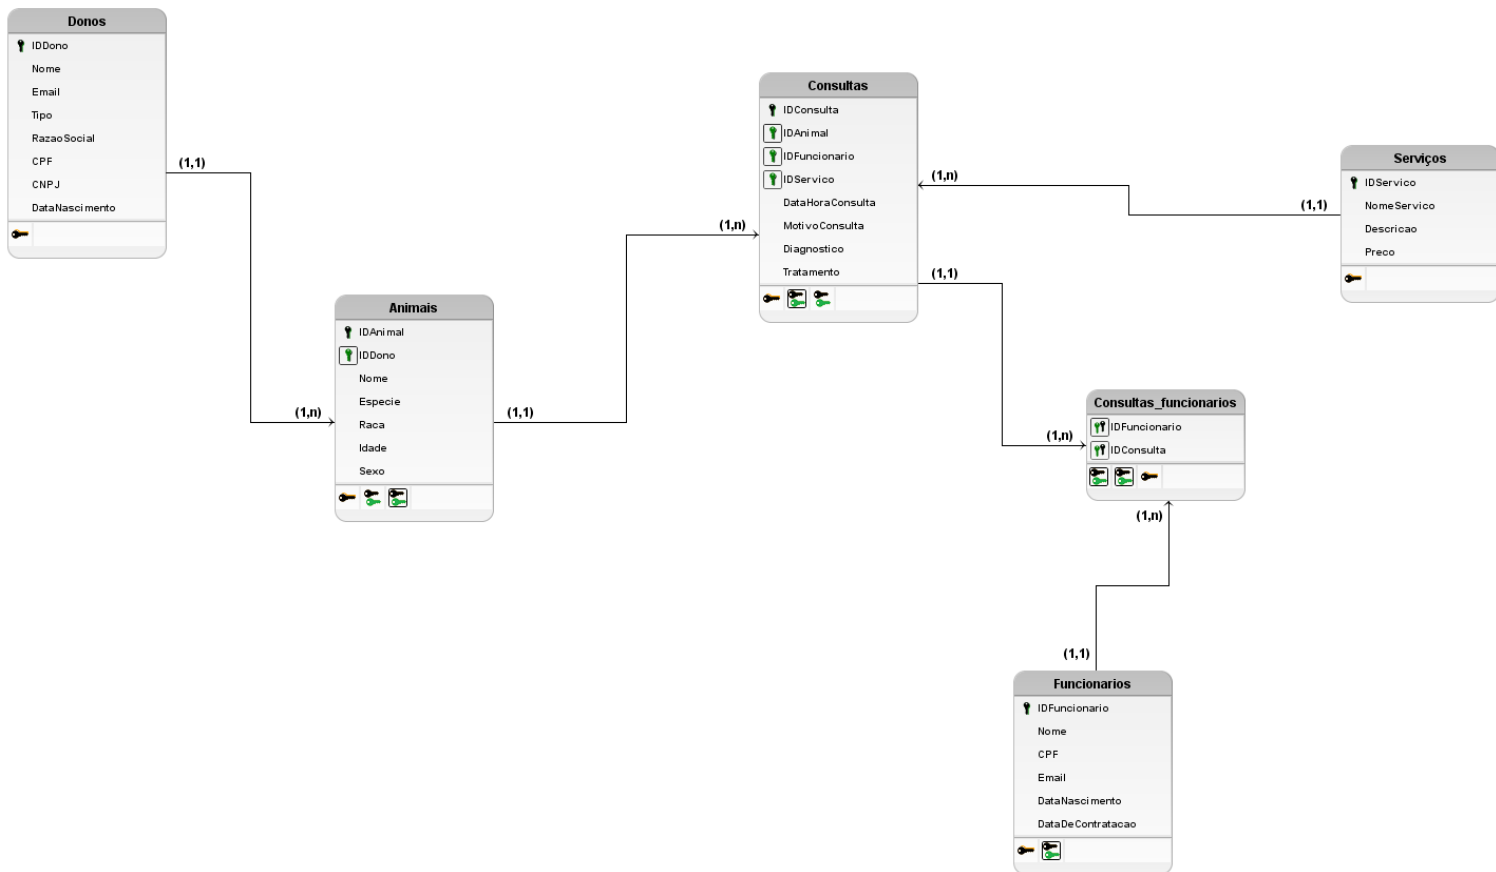 Donos
IDDono
Nome
Email
Tipo
RazaoSocial
CPF
CNPJ
DataNascimento
(1,1)
(1,n)
Animais
IDAnimal
IDDono
Nome
Especie
Raca
Idade
Sexo
(1,1)
(1,n)
Consultas
IDConsulta
IDAnimal
IDFuncionario
IDServico
DataHoraConsulta
MotivoConsulta
Diagnostico
Tratamento
(1,n)
(1,1)
Serviços
IDServico
NomeServico
Descricao
Preco
(1,1)
(1,n)
Consultas_funcionarios
IDFuncionario
IDConsulta
(1,n)
(1,1)
Funcionarios
IDFuncionario
Nome
CPF
Email
DataNascimento
DataDeContratacao